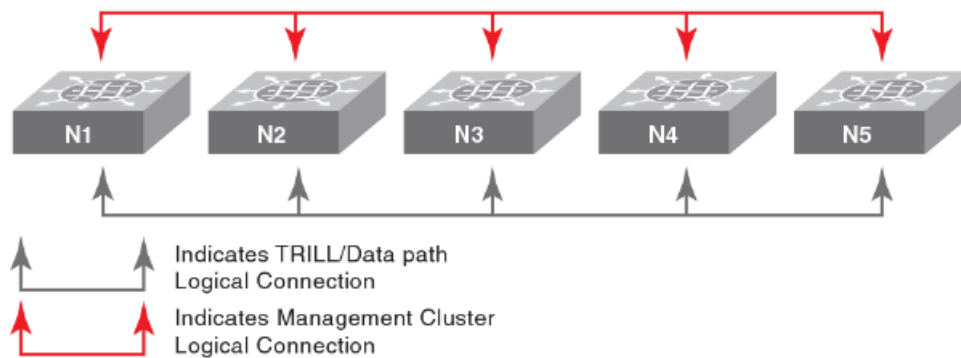 N1 N2 N3 N4 N5
Indicates TRILL/Data path
Logical Connection
Indicates Management Cluster
Logical Connection